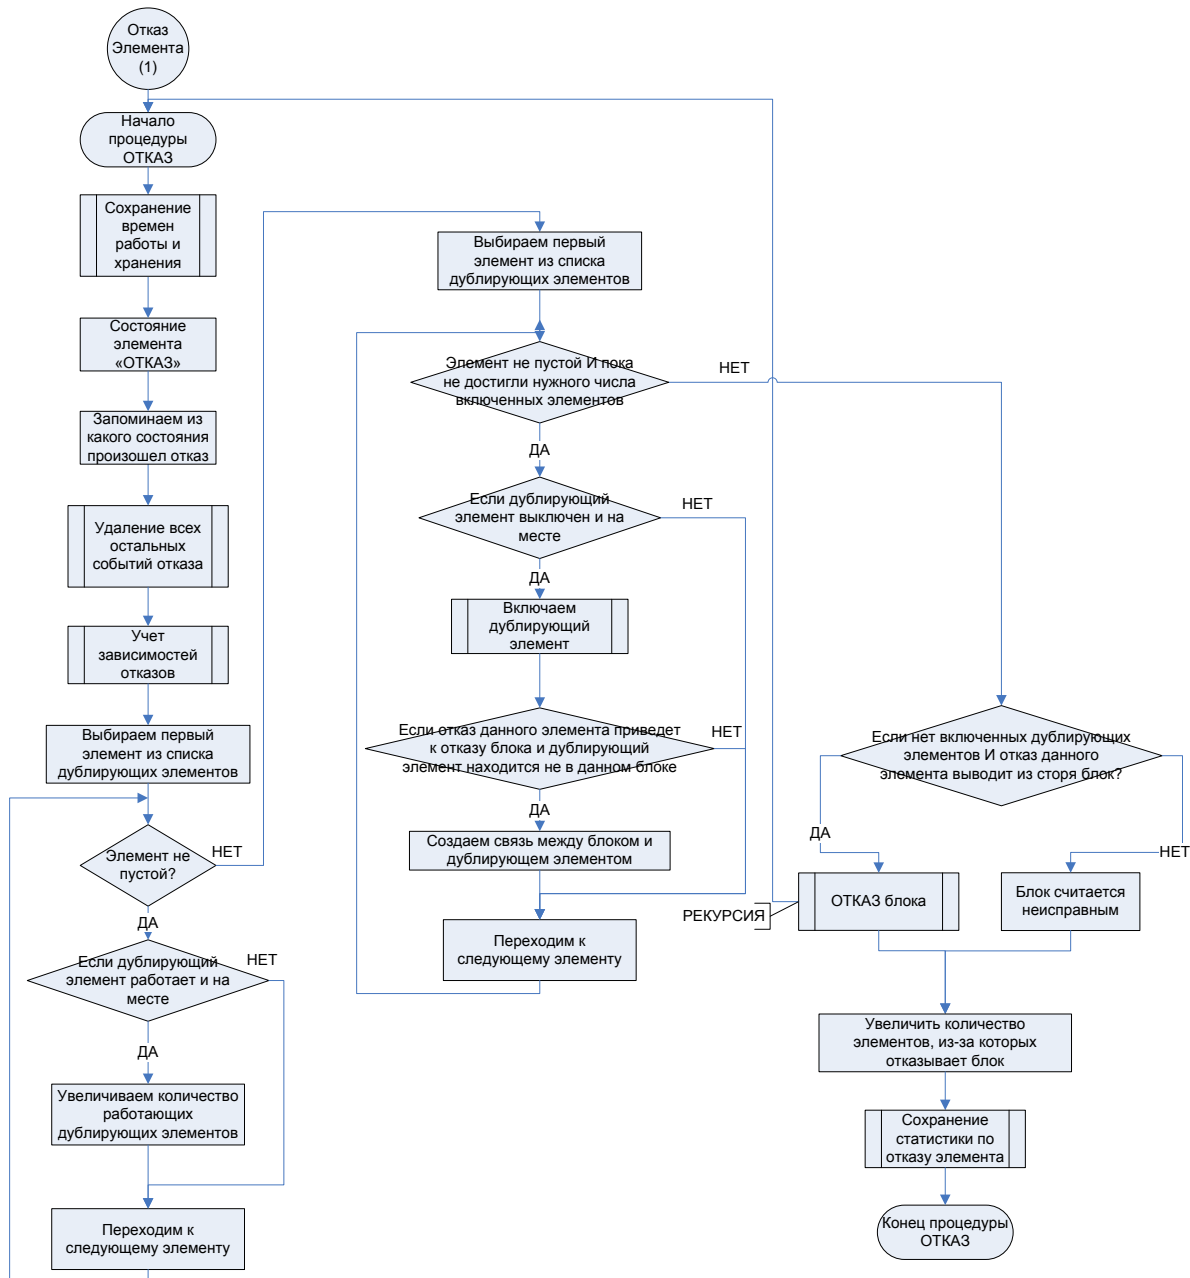 Отказ
Элемента
(1)
Начало
процедуры
ОТКАЗ
Сохранение
времен
работы и
хранения
Состояние
элемента
«ОТКАЗ»
Запоминаем из
какого состояния
произошел отказ
Удаление всех
остальных
событий отказа
Учет
зависимостей
отказов
Выбираем первый
элемент из списка
дублирующих элементов
Элемент не
пустой?
НЕТ
ДА
Если дублирующий
элемент работает и на
месте
НЕТ
ДА
Увеличиваем количество
работающих
дублирующих элементов
Переходим к
следующему элементу
Выбираем первый
элемент из списка
дублирующих элементов
Элемент не пустой И пока
не достигли нужного числа
включенных элементов
НЕТ
ДА
Если дублирующий
элемент выключен и на
месте
НЕТ
ДА
Включаем
дублирующий
элемент
Если отказ данного элемента приведет
к отказу блока и дублирующий
элемент находится не в данном блоке
НЕТ
ДА
Создаем связь между блоком и
дублирующем элементом
Переходим к
следующему элементу
Если нет включенных дублирующих
элементов И отказ данного
элемента выводит из сторя блок?
ДА
НЕТ
РЕКУРСИЯ
ОТКАЗ блока
Блок считается
неисправным
Увеличить количество
элементов, из-за которых
отказывает блок
Сохранение
статистики по
отказу элемента
Конец процедуры
ОТКАЗ